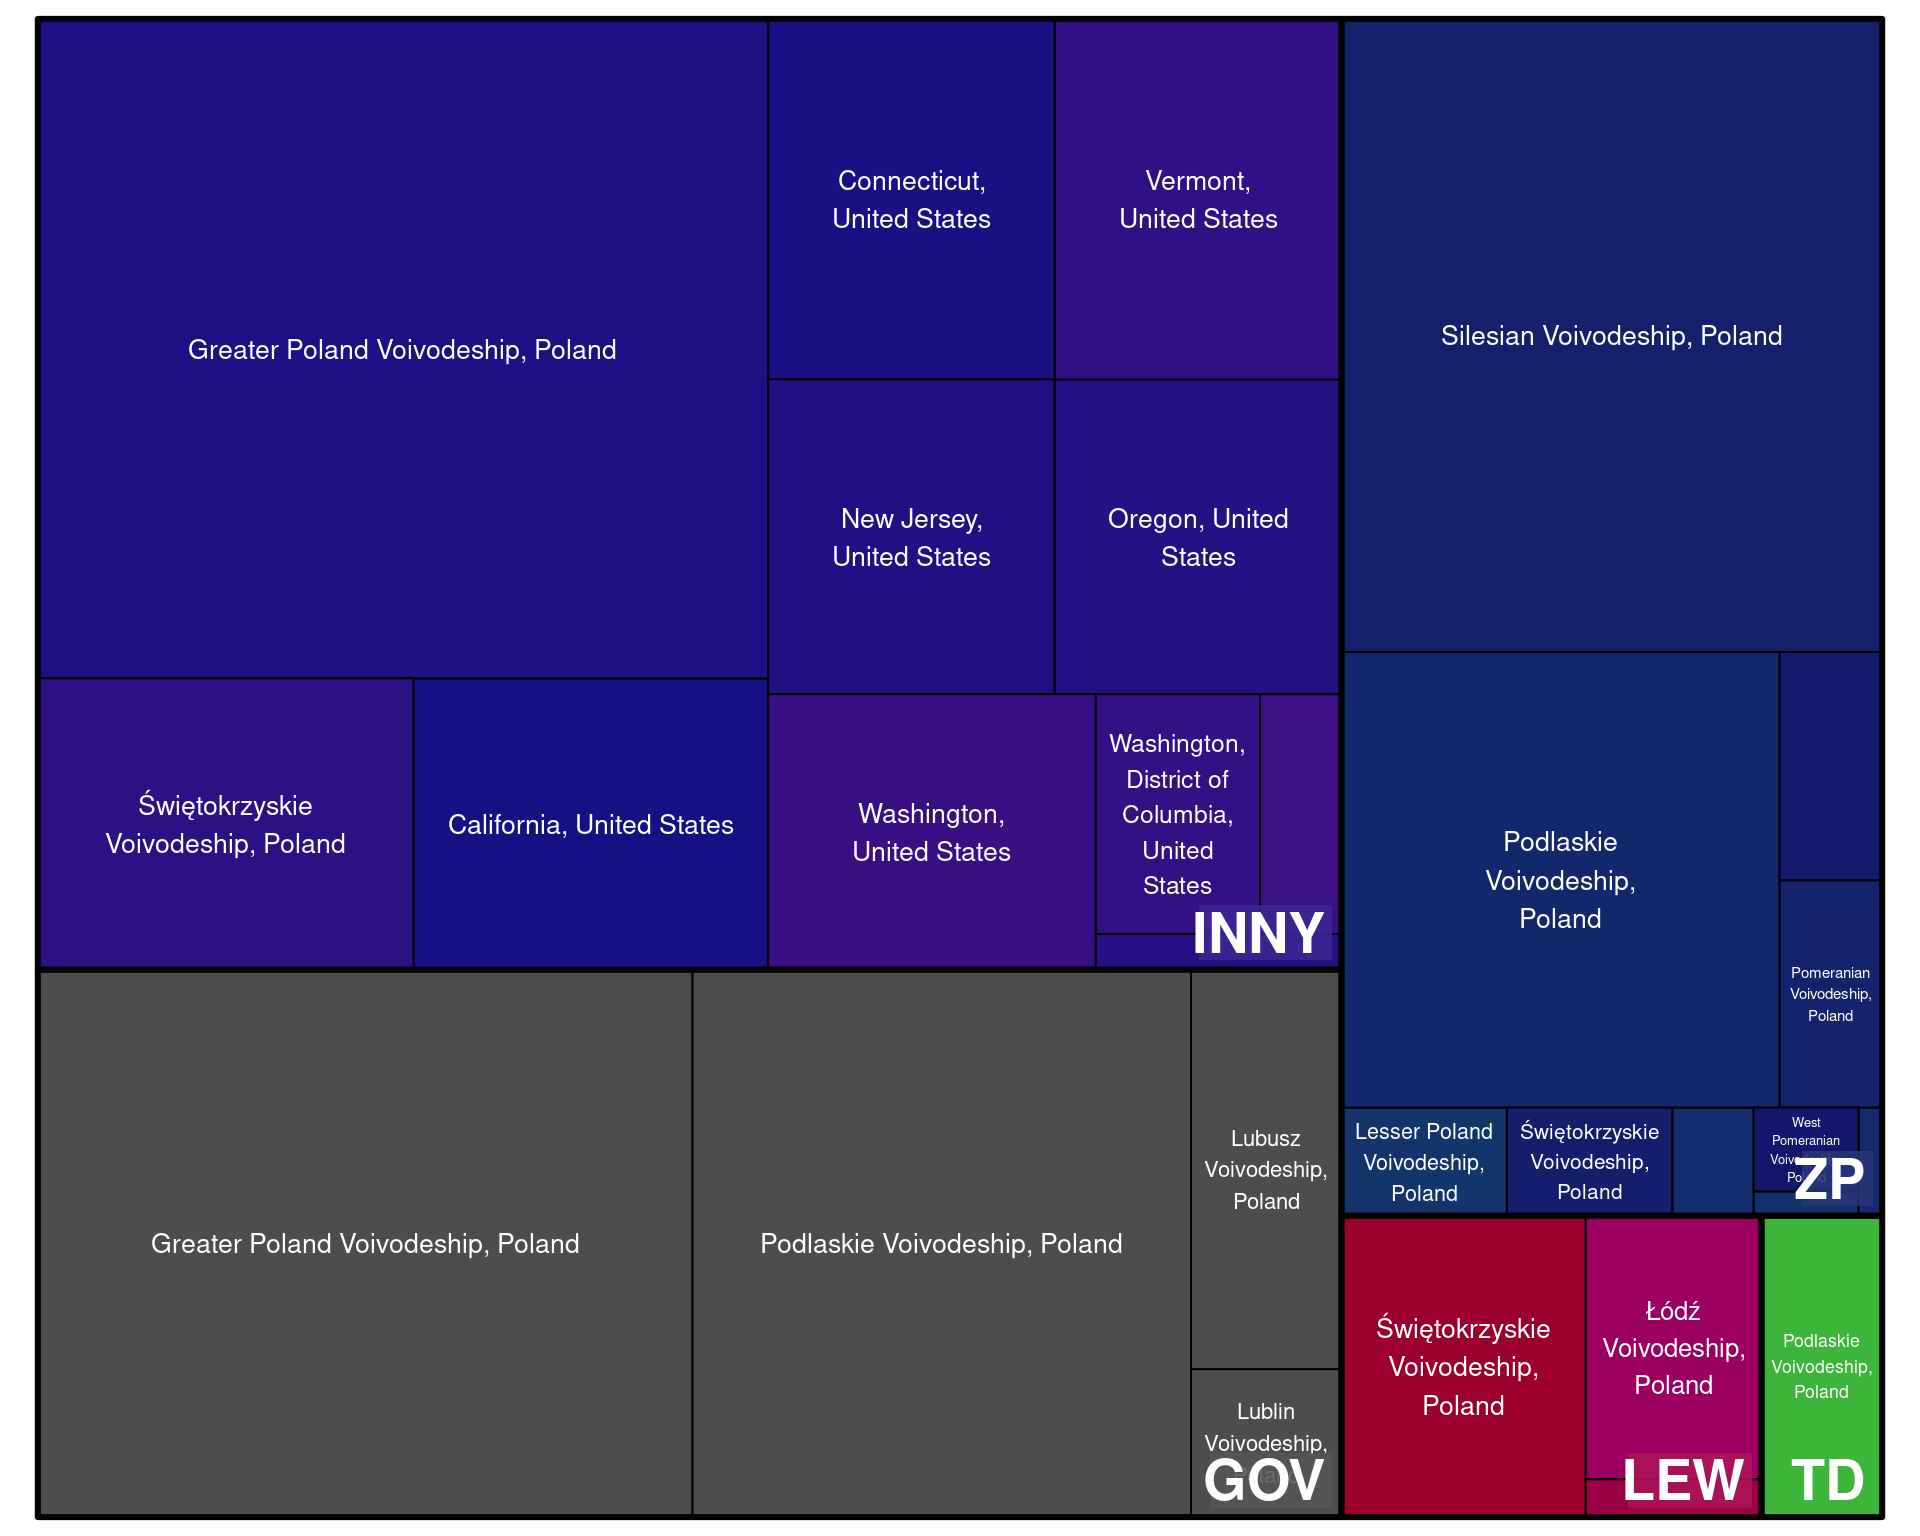 Greater Poland Voivodeship, Poland
Connecticut,
United States
Vermont,
United States
New Jersey,
United States
Oregon, United
States
Świętokrzyskie
Voivodeship, Poland
California, United States
Washington,
United States
Washington,
District of
Columbia,
United
States
INNY
Silesian Voivodeship, Poland
Podlaskie
Voivodeship,
Poland
Pomeranian
Voivodeship,
Poland
Lesser Poland
Voivodeship,
Poland
Świętokrzyskie
Voivodeship,
Poland
West
Pomeranian
ZP
Greater Poland Voivodeship, Poland
Podlaskie Voivodeship, Poland
Lubusz
Voivodeship,
Poland
Lublin
Voivodeship,
GOV
Świętokrzyskie
Voivodeship,
Poland
Łódź
Voivodeship,
Poland
LEW
Podlaskie
Voivodeship,
Poland
TD